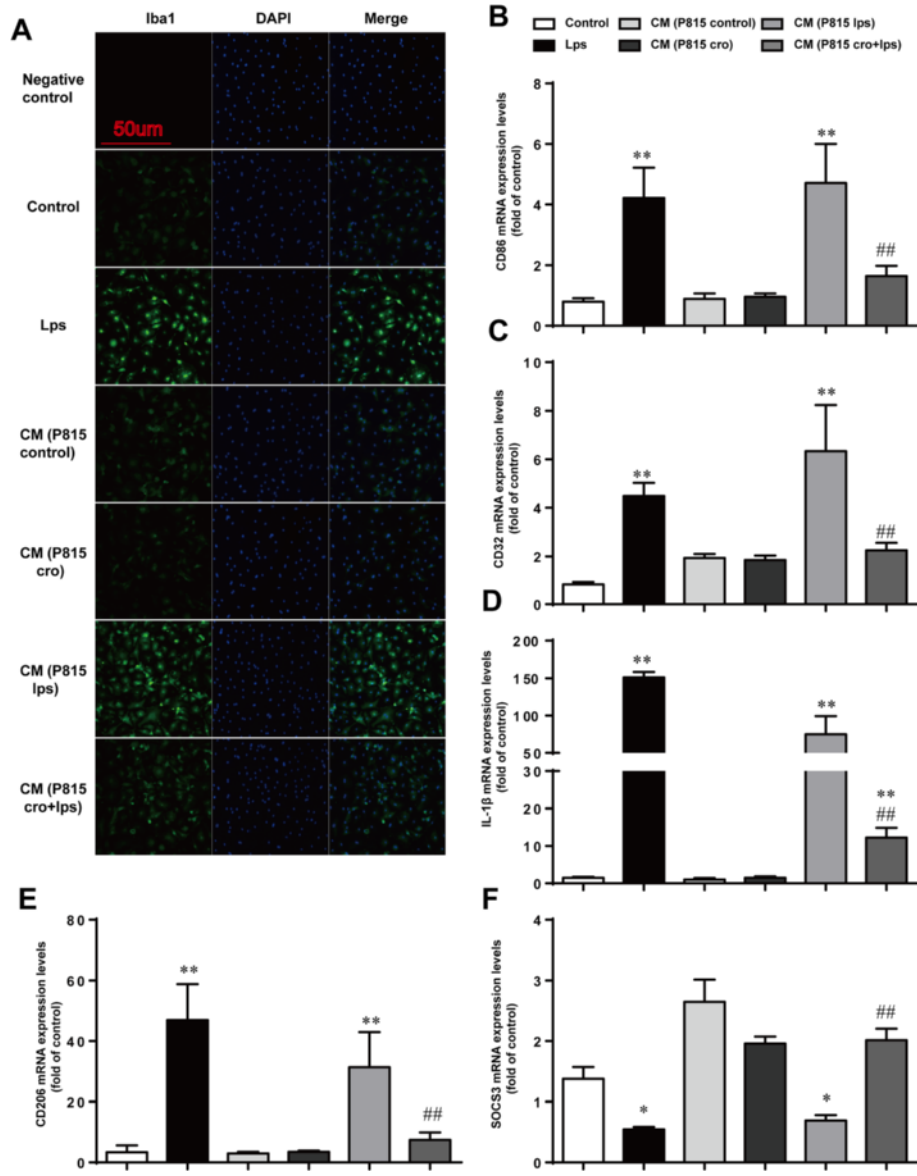 A
Iba1 DAPI Merge
Negative
control
50um
Control
Lps
CM (P815
control)
CM (P815
cro)
CM (P815
lps)
CM (P815
cro+lps)
B
Control CM (P815 control) CM (P815 lps)
Lps CM (P815 cro) CM (P815 cro+lps)
CD86 mRNA expression levels
(fold of control)
8
6
4
2
0
**
**
##
C
CD32 mRNA expression levels
(fold of control)
10
8
6
4
2
0
**
**
##
D
IL-1β mRNA expression levels
(fold of control)
200
150
100
50
30
20
10
0
**
**
**
##
E
CD206 mRNA expression levels
(fold of control)
80
60
40
20
0
**
**
##
F
SOCS3 mRNA expression levels
(fold of control)
4
3
2
1
0
*
*
##